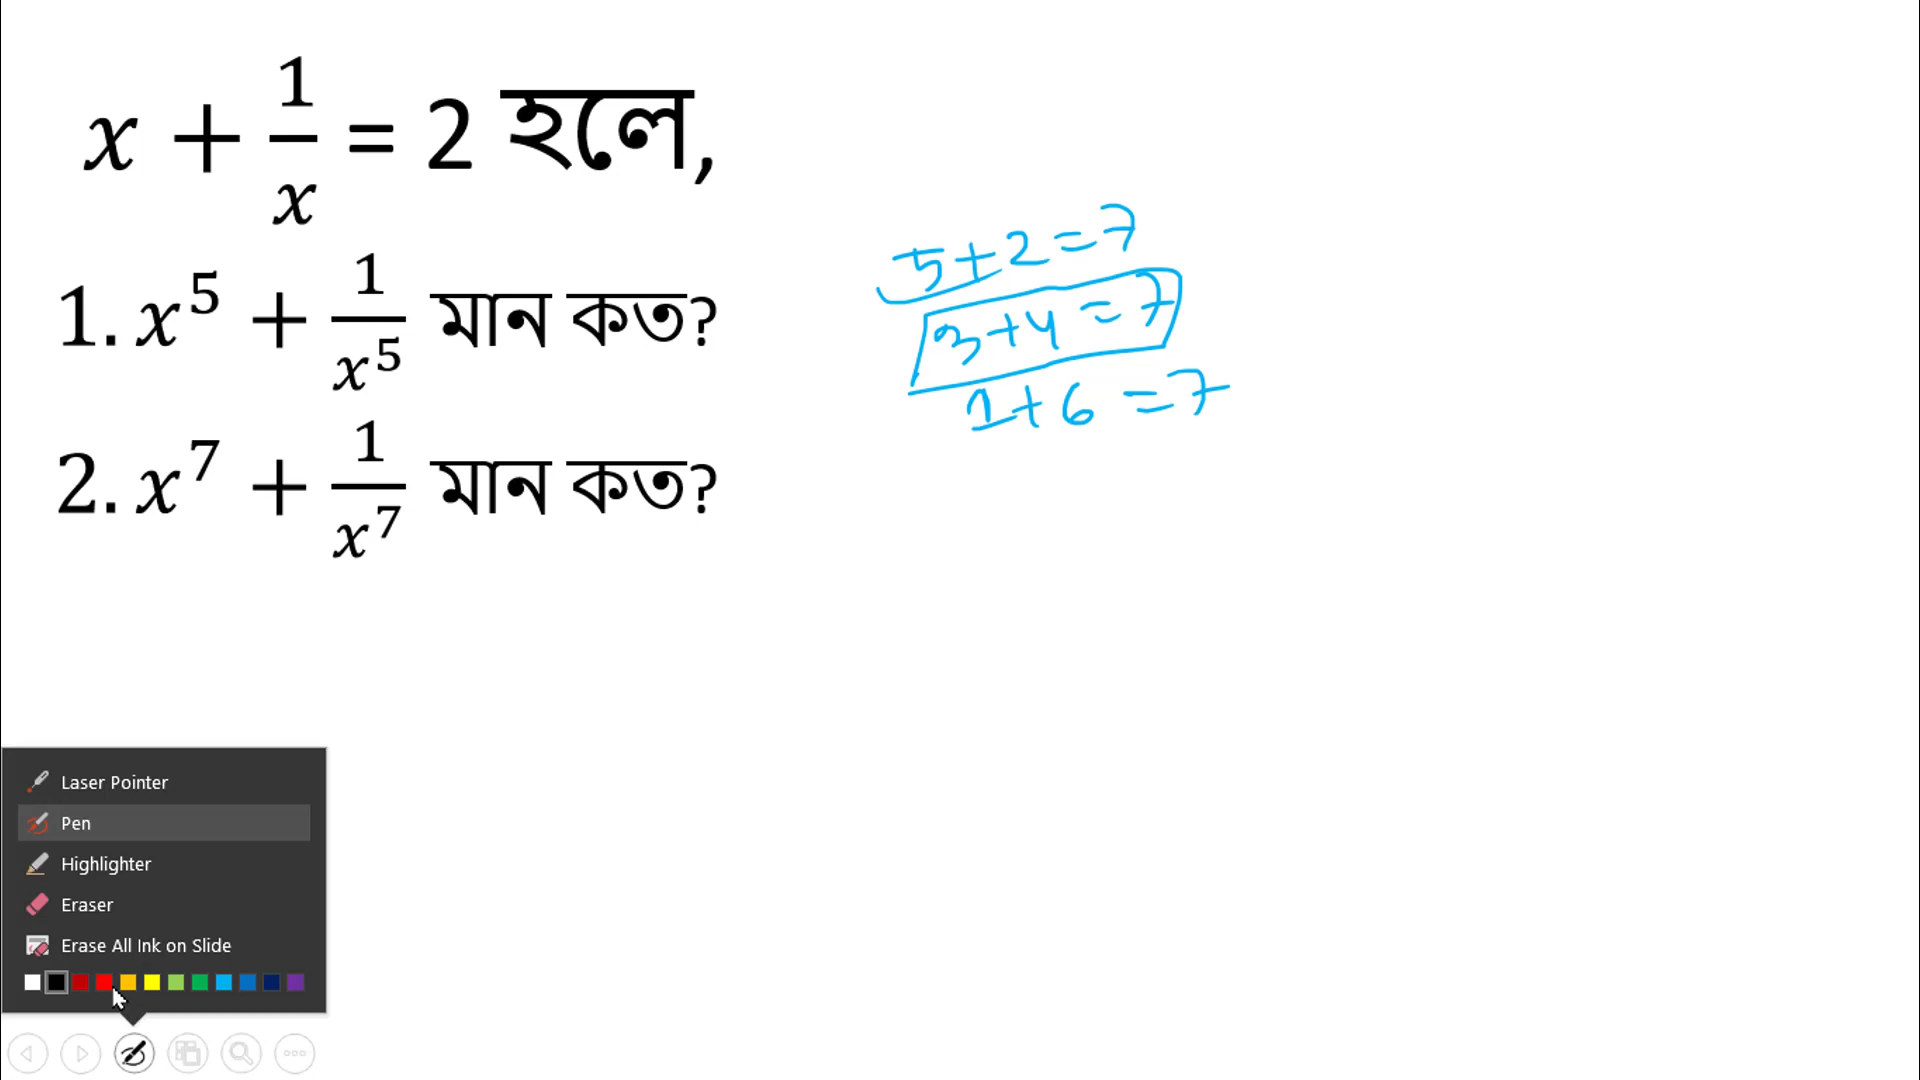 x + 1/x = 2 হলে,
1. x^5 + 1/x^5 মান কত?
2. x^7 + 1/x^7 মান কত?
5+2=7
3+4=7
1+6=7
Laser Pointer
Pen
Highlighter
Eraser
Erase All Ink on Slide